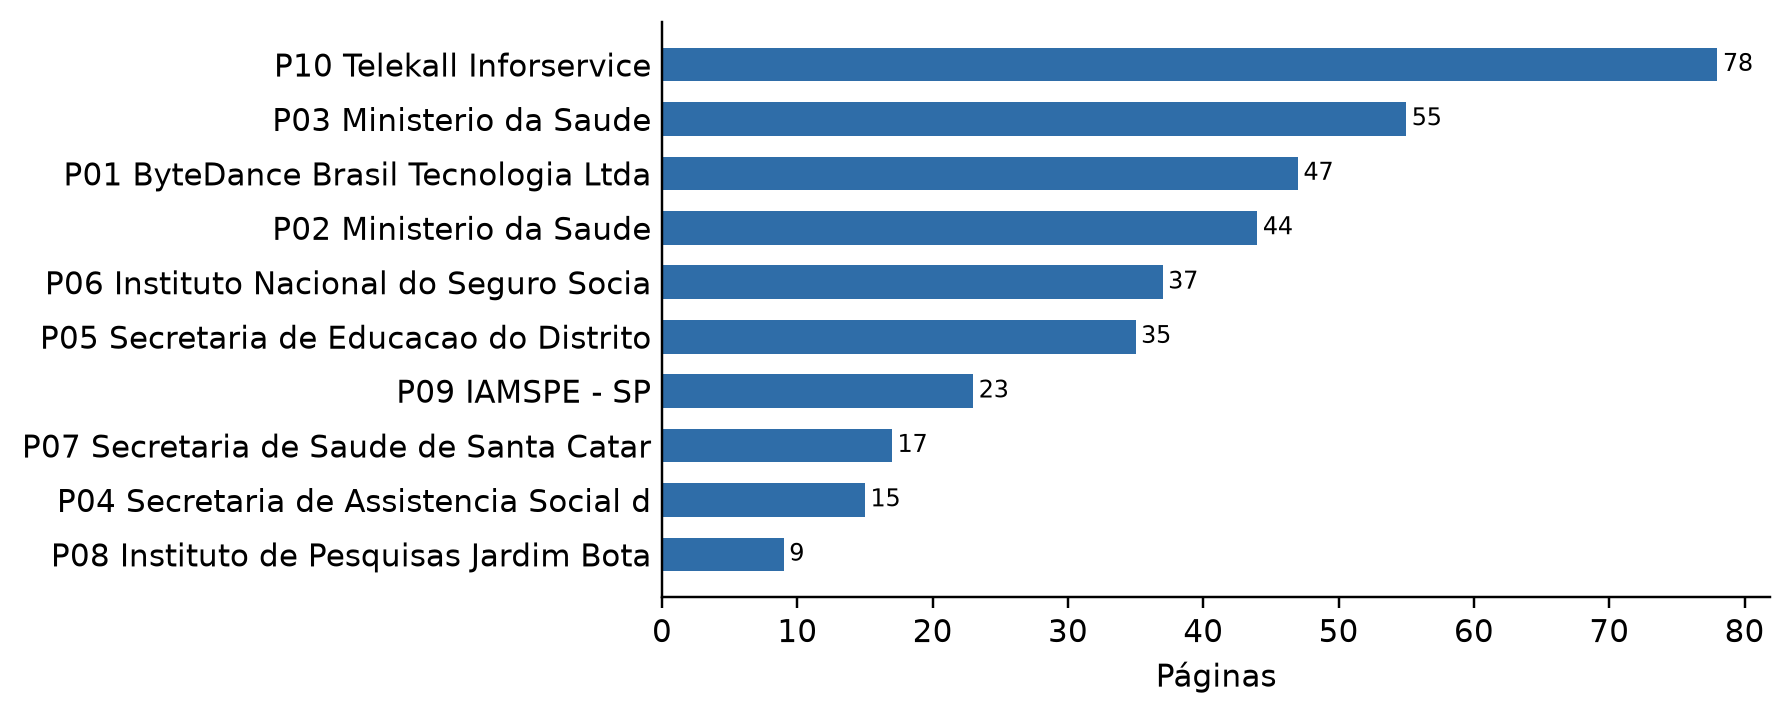 P10 Telekall Inforservice 78
P03 Ministerio da Saude 55
P01 ByteDance Brasil Tecnologia Ltda 47
P02 Ministerio da Saude 44
P06 Instituto Nacional do Seguro Socia 37
P05 Secretaria de Educacao do Distrito 35
P09 IAMSPE - SP 23
P07 Secretaria de Saude de Santa Catar 17
P04 Secretaria de Assistencia Social d 15
P08 Instituto de Pesquisas Jardim Bota 9
0 10 20 30 40 50 60 70 80
Páginas